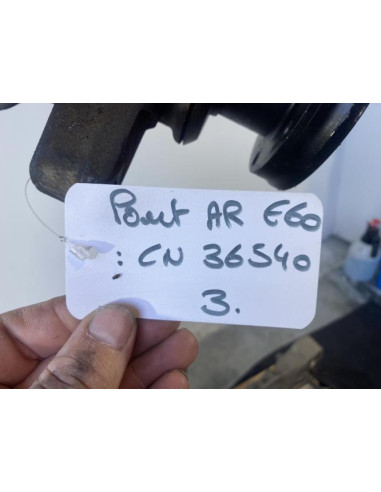 Pont AR E60
: CN 36540
3.